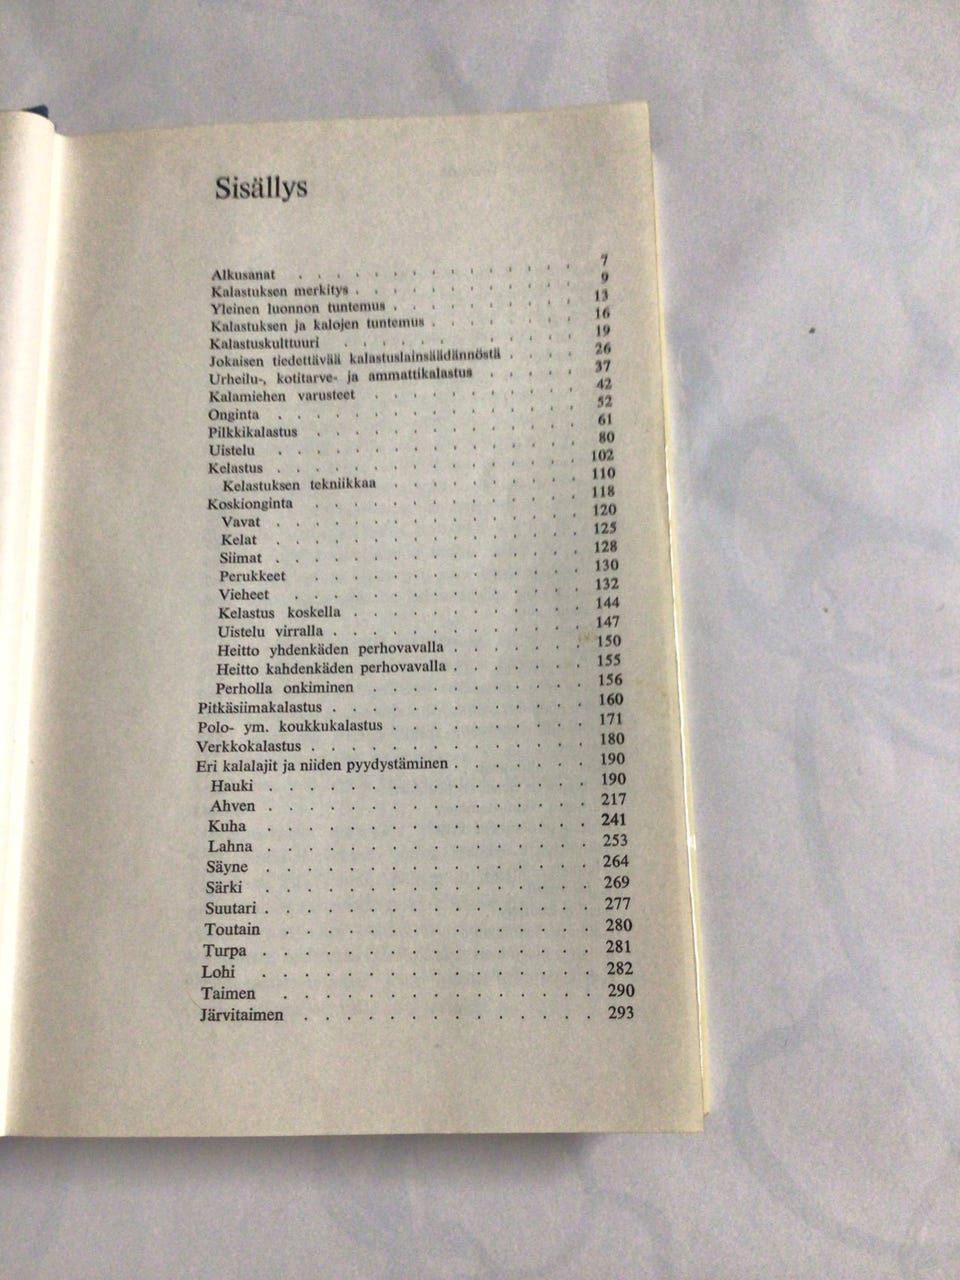 Sisällys
Alkusanat . . . . . . . . . . . . 7
Kalastuksen merkitys . . . . . . . . . . 9
Yleinen luonnon tuntemus . . . . . . . . 13
Kalastuksen ja kalojen tuntemus . . . . . . 16
Kalastuskulttuuri . . . . . . . . . . 19
Jokaisen tiedettävää kalastuslainsäädännöstä . . . 26
Urheilu-, kotitarve- ja ammattikalastus . . . . 37
Kalamiehen varusteet . . . . . . . . . 42
Onginta . . . . . . . . . . . . . 52
Pilkkikalastus . . . . . . . . . . . 61
Uistelu . . . . . . . . . . . . . 80
Kelastus . . . . . . . . . . . . . 102
Kelastuksen tekniikkaa . . . . . . . . 110
Koskionginta . . . . . . . . . . . 118
Vavat . . . . . . . . . . . . . 120
Kelat . . . . . . . . . . . . . 125
Siimat . . . . . . . . . . . . . 128
Perukkeet . . . . . . . . . . . 130
Vieheet . . . . . . . . . . . . 132
Kelastus koskella . . . . . . . . . . 144
Uistelu virralla . . . . . . . . . . . 147
Heitto yhdenkäden perhovavalla . . . . . . 150
Heitto kahdenkäden perhovavalla . . . . . . 155
Perholla onkiminen . . . . . . . . . 156
Pitkäsiimakalastus . . . . . . . . . . . 160
Polo- ym. koukkukalastus . . . . . . . . 171
Verkkokalastus . . . . . . . . . . . . 180
Eri kalalajit ja niiden pyydystäminen . . . . . . 190
Hauki . . . . . . . . . . . . . 190
Ahven . . . . . . . . . . . . . 217
Kuha . . . . . . . . . . . . . 241
Lahna . . . . . . . . . . . . . 253
Säyne . . . . . . . . . . . . . 264
Särki . . . . . . . . . . . . . 269
Suutari . . . . . . . . . . . . . 277
Toutain . . . . . . . . . . . . 280
Turpa . . . . . . . . . . . . . 281
Lohi . . . . . . . . . . . . . 282
Taimen . . . . . . . . . . . . 290
Järvitaimen . . . . . . . . . . . 293